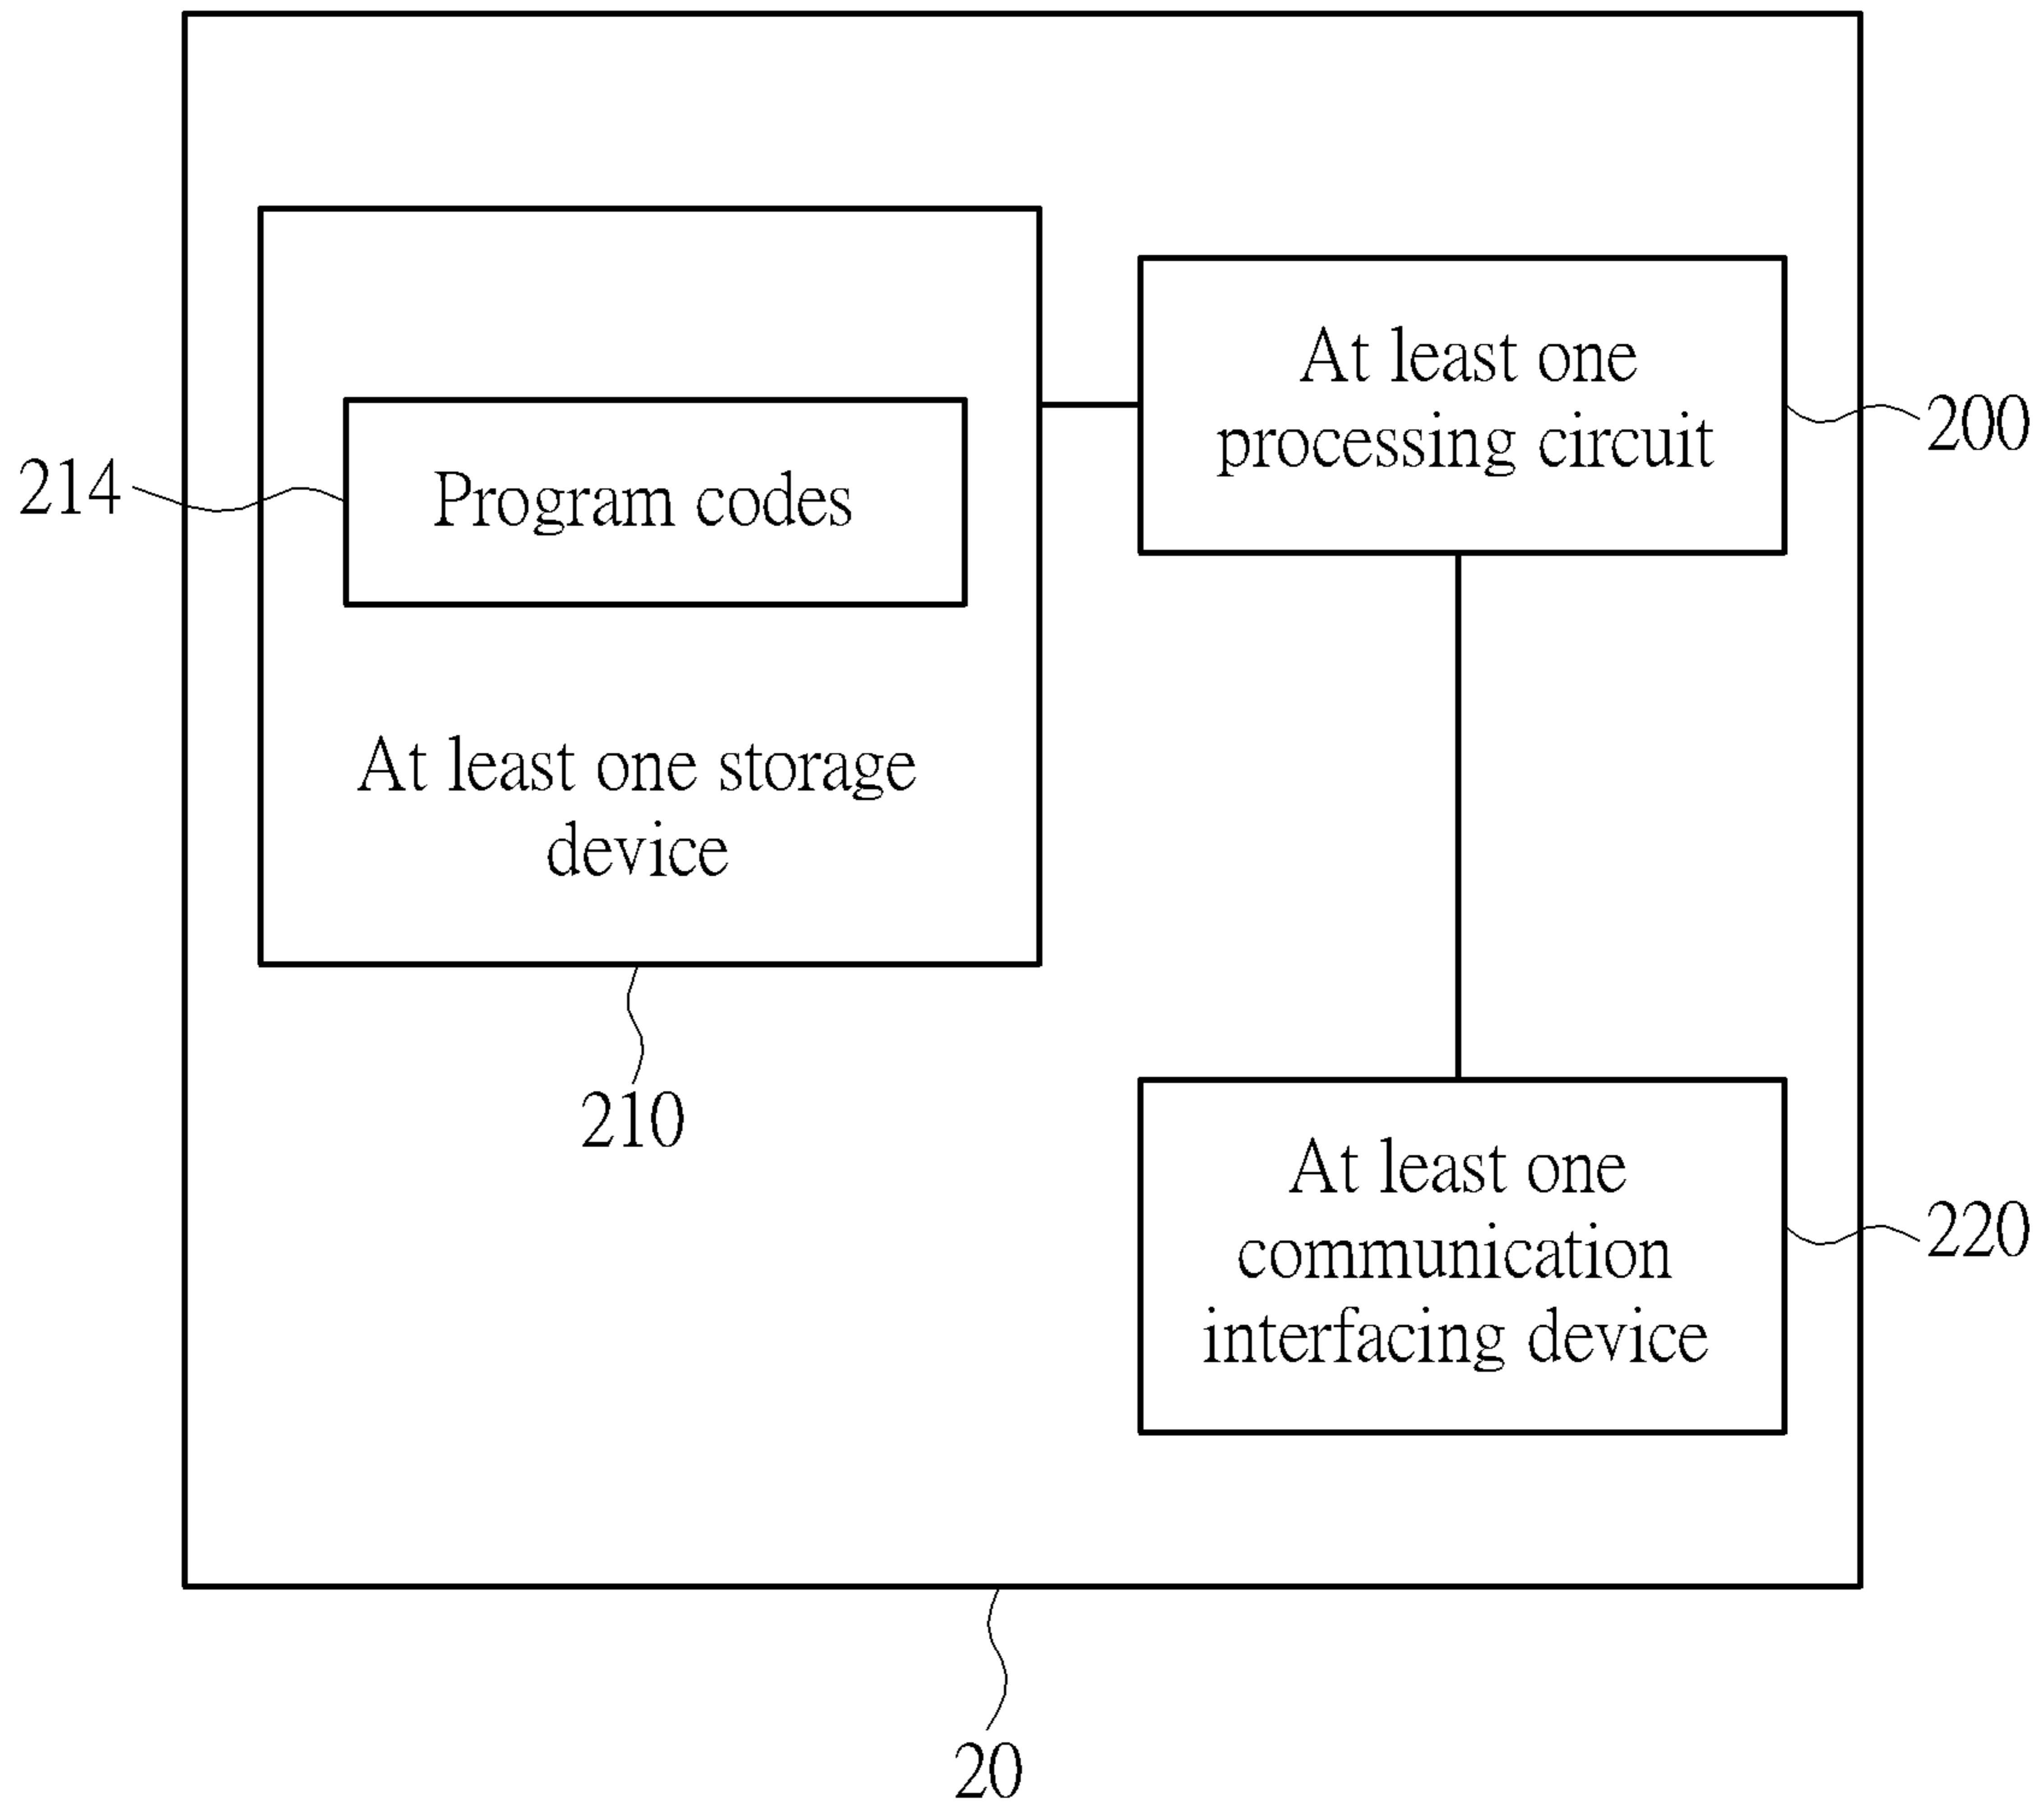 At least one
processing circuit
200
214
Program codes
At least one storage
device
210
At least one
communication
interfacing device
220
20